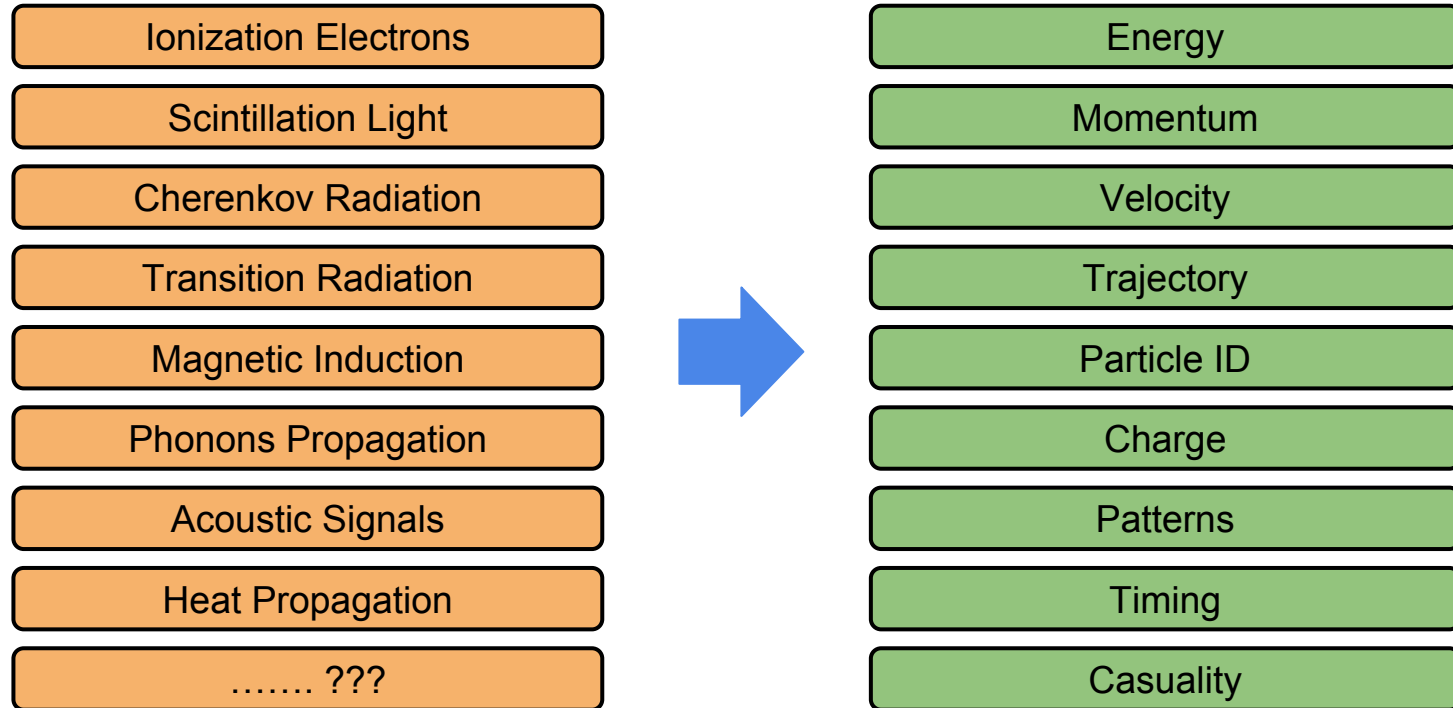 Ionization Electrons
Scintillation Light
Cherenkov Radiation
Transition Radiation
Magnetic Induction
Phonons Propagation
Acoustic Signals
Heat Propagation
....... ???
Energy
Momentum
Velocity
Trajectory
Particle ID
Charge
Patterns
Timing
Casuality